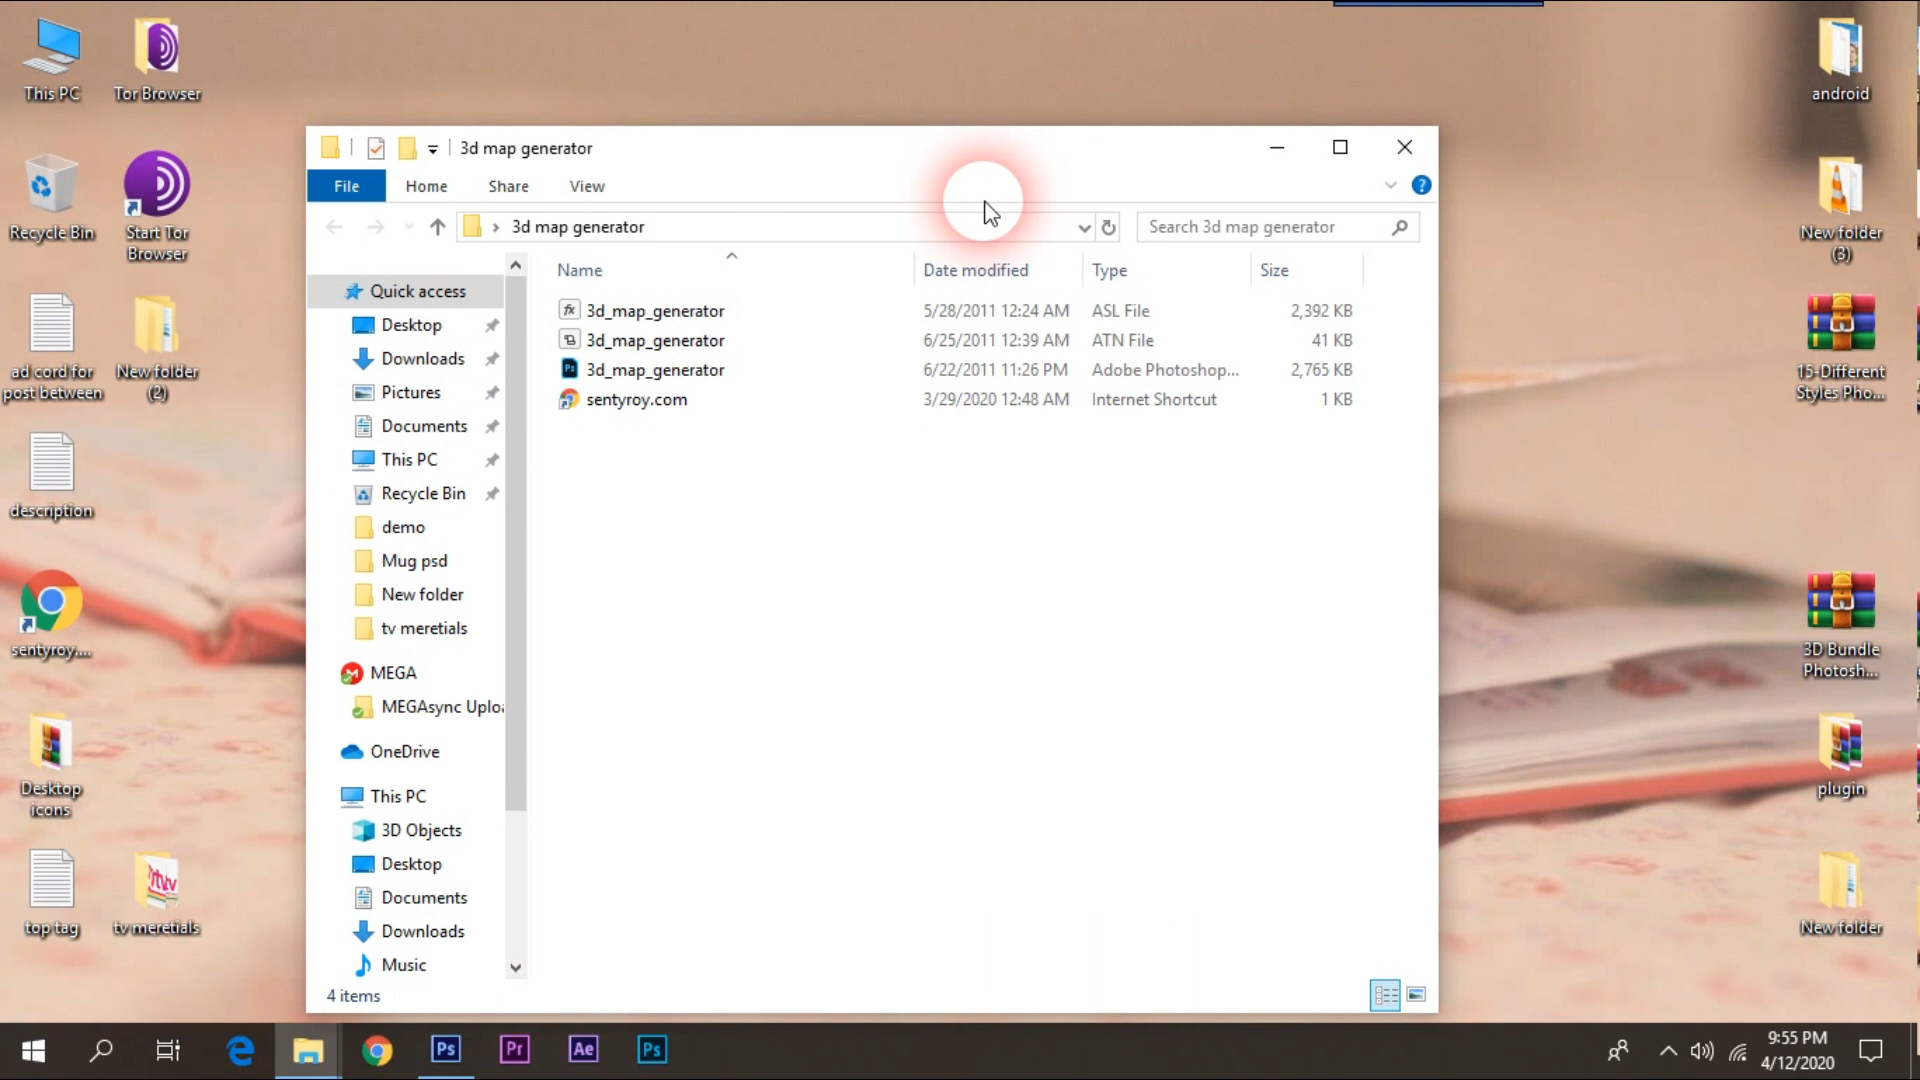 This PC
Tor Browser
Recycle Bin
Start Tor
Browser
ad cord for
post between
New folder
(2)
description
sentyroy....
Desktop
icons
top tag
tv meretials
3d map generator
File
Home
Share
View
3d map generator
Search 3d map generator
Name
Date modified
Type
Size
3d_map_generator 5/28/2011 12:24 AM ASL File 2,392 KB
3d_map_generator 6/25/2011 12:39 AM ATN File 41 KB
3d_map_generator 6/22/2011 11:26 PM Adobe Photoshop... 2,765 KB
sentyroy.com 3/29/2020 12:48 AM Internet Shortcut 1 KB
Quick access
Desktop
Downloads
Pictures
Documents
This PC
Recycle Bin
demo
Mug psd
New folder
tv meretials
MEGA
MEGAsync Uploa
OneDrive
This PC
3D Objects
Desktop
Documents
Downloads
Music
4 items
android
New folder
(3)
15-Different
Styles Pho...
3D Bundle
Photosh...
plugin
New folder
Ps
Pr
Ae
Ps
9:55 PM
4/12/2020